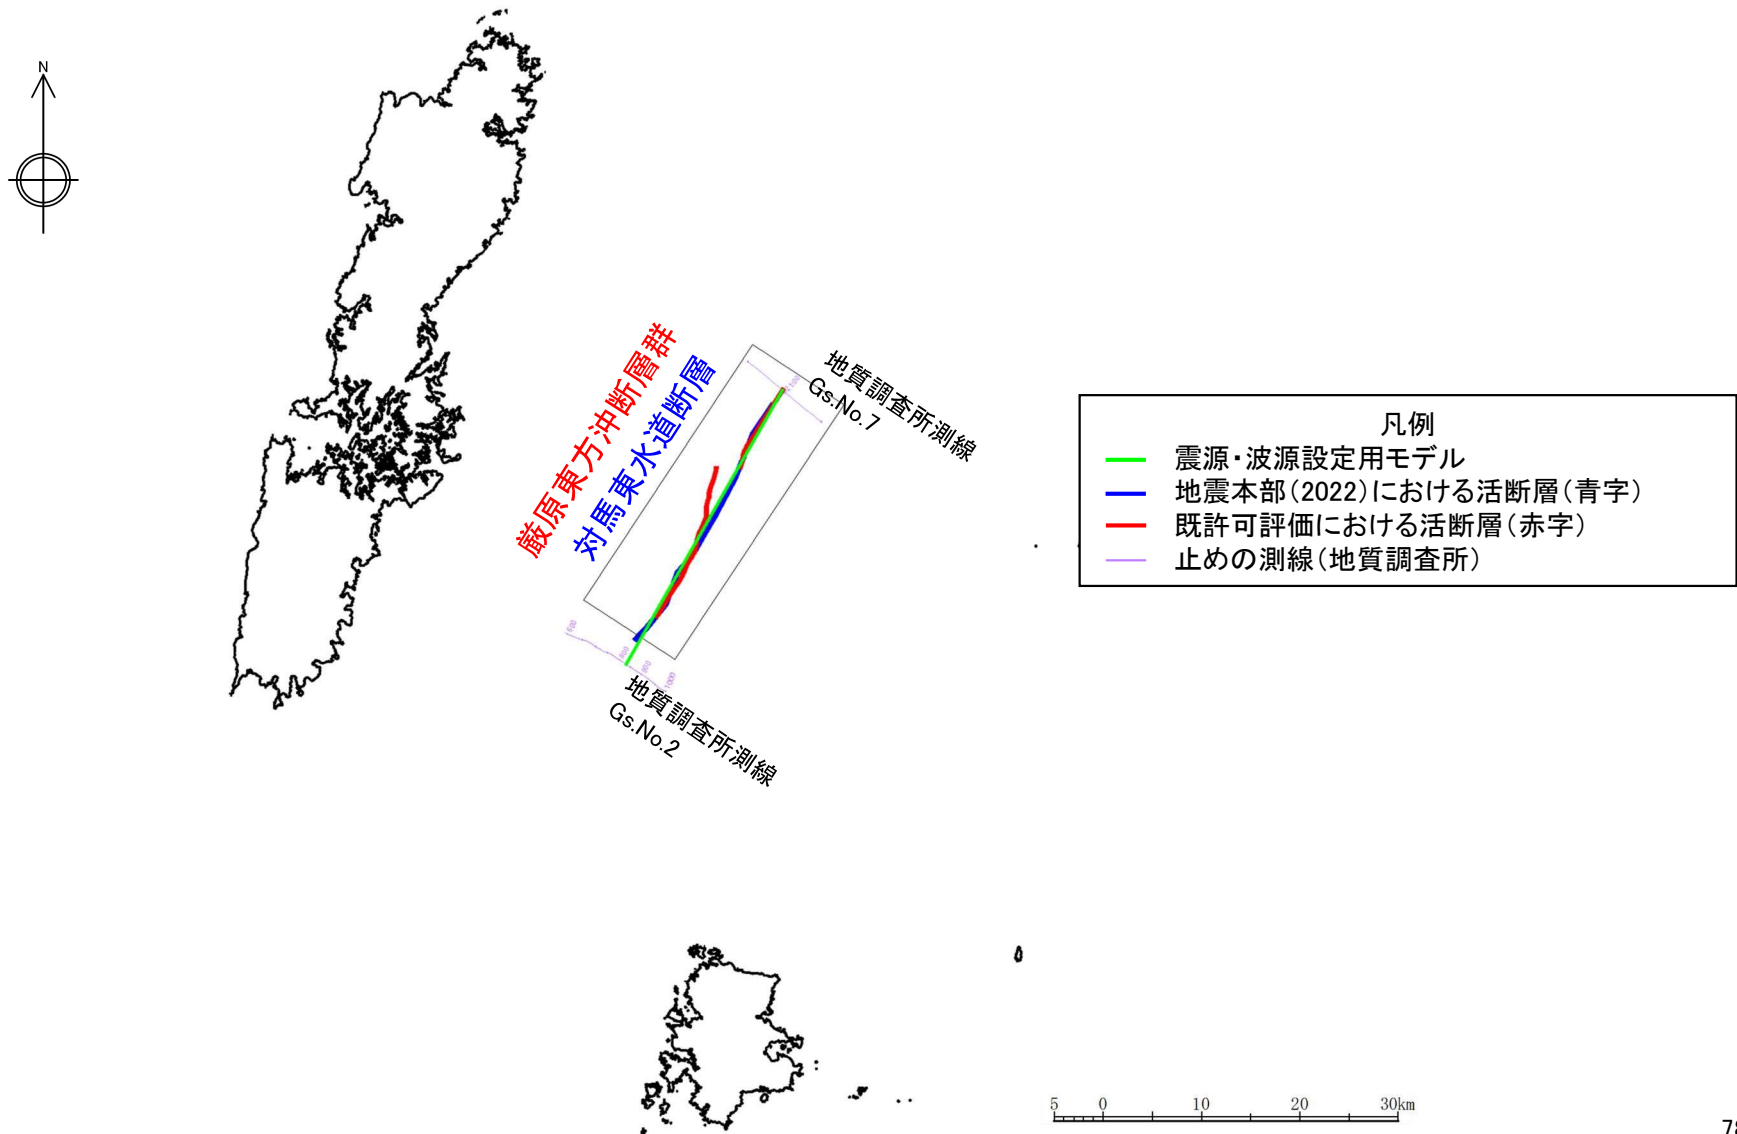 N
厳原東方沖断層群
対馬東水道断層
地質調査所測線
Gs.No.7
凡例
震源・波源設定用モデル
地震本部(2022)における活断層(青字)
既許可評価における活断層(赤字)
止めの測線(地質調査所)
800
900
1000
地質調査所測線
Gs.No.2
5 0 10 20 30km